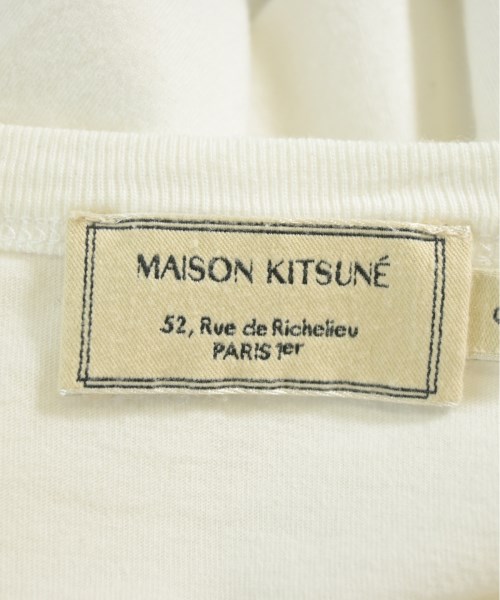 MAISON KITSUNÉ
52, Rue de Richelieu
PARIS 1er